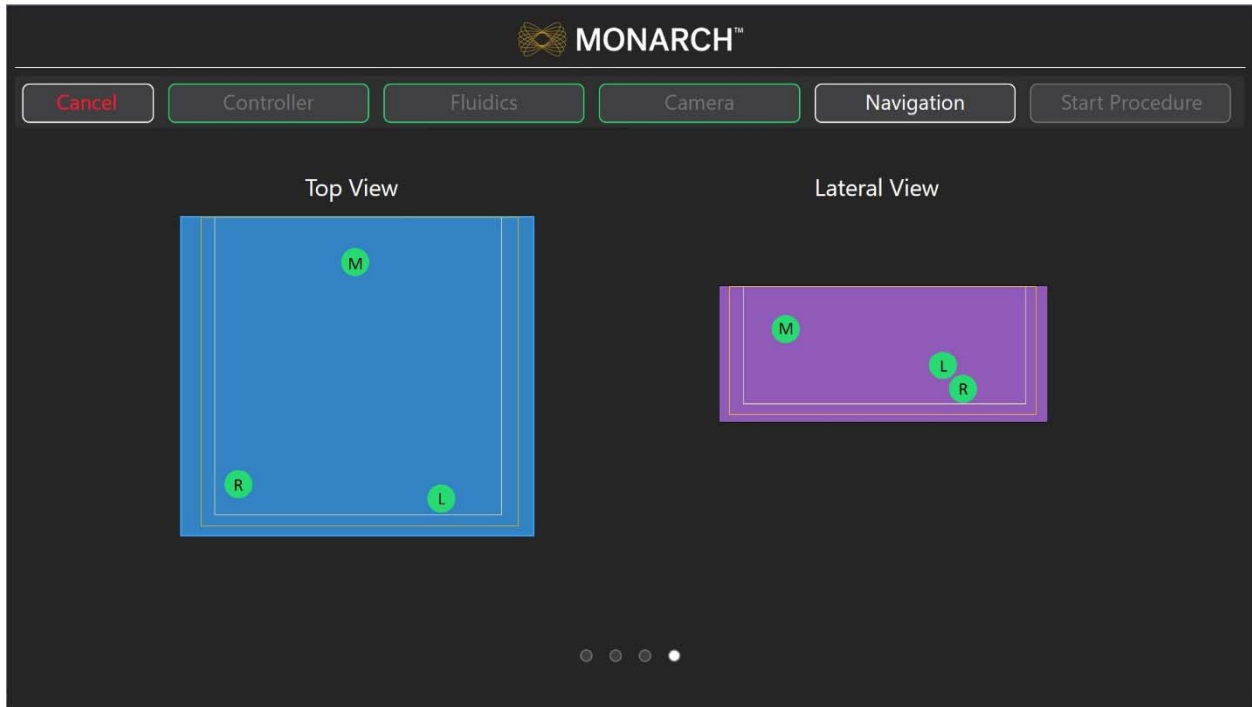 MONARCH™
Cancel Controller Fluidics Camera Navigation Start Procedure
Top View Lateral View
M
M
L
R
R
L